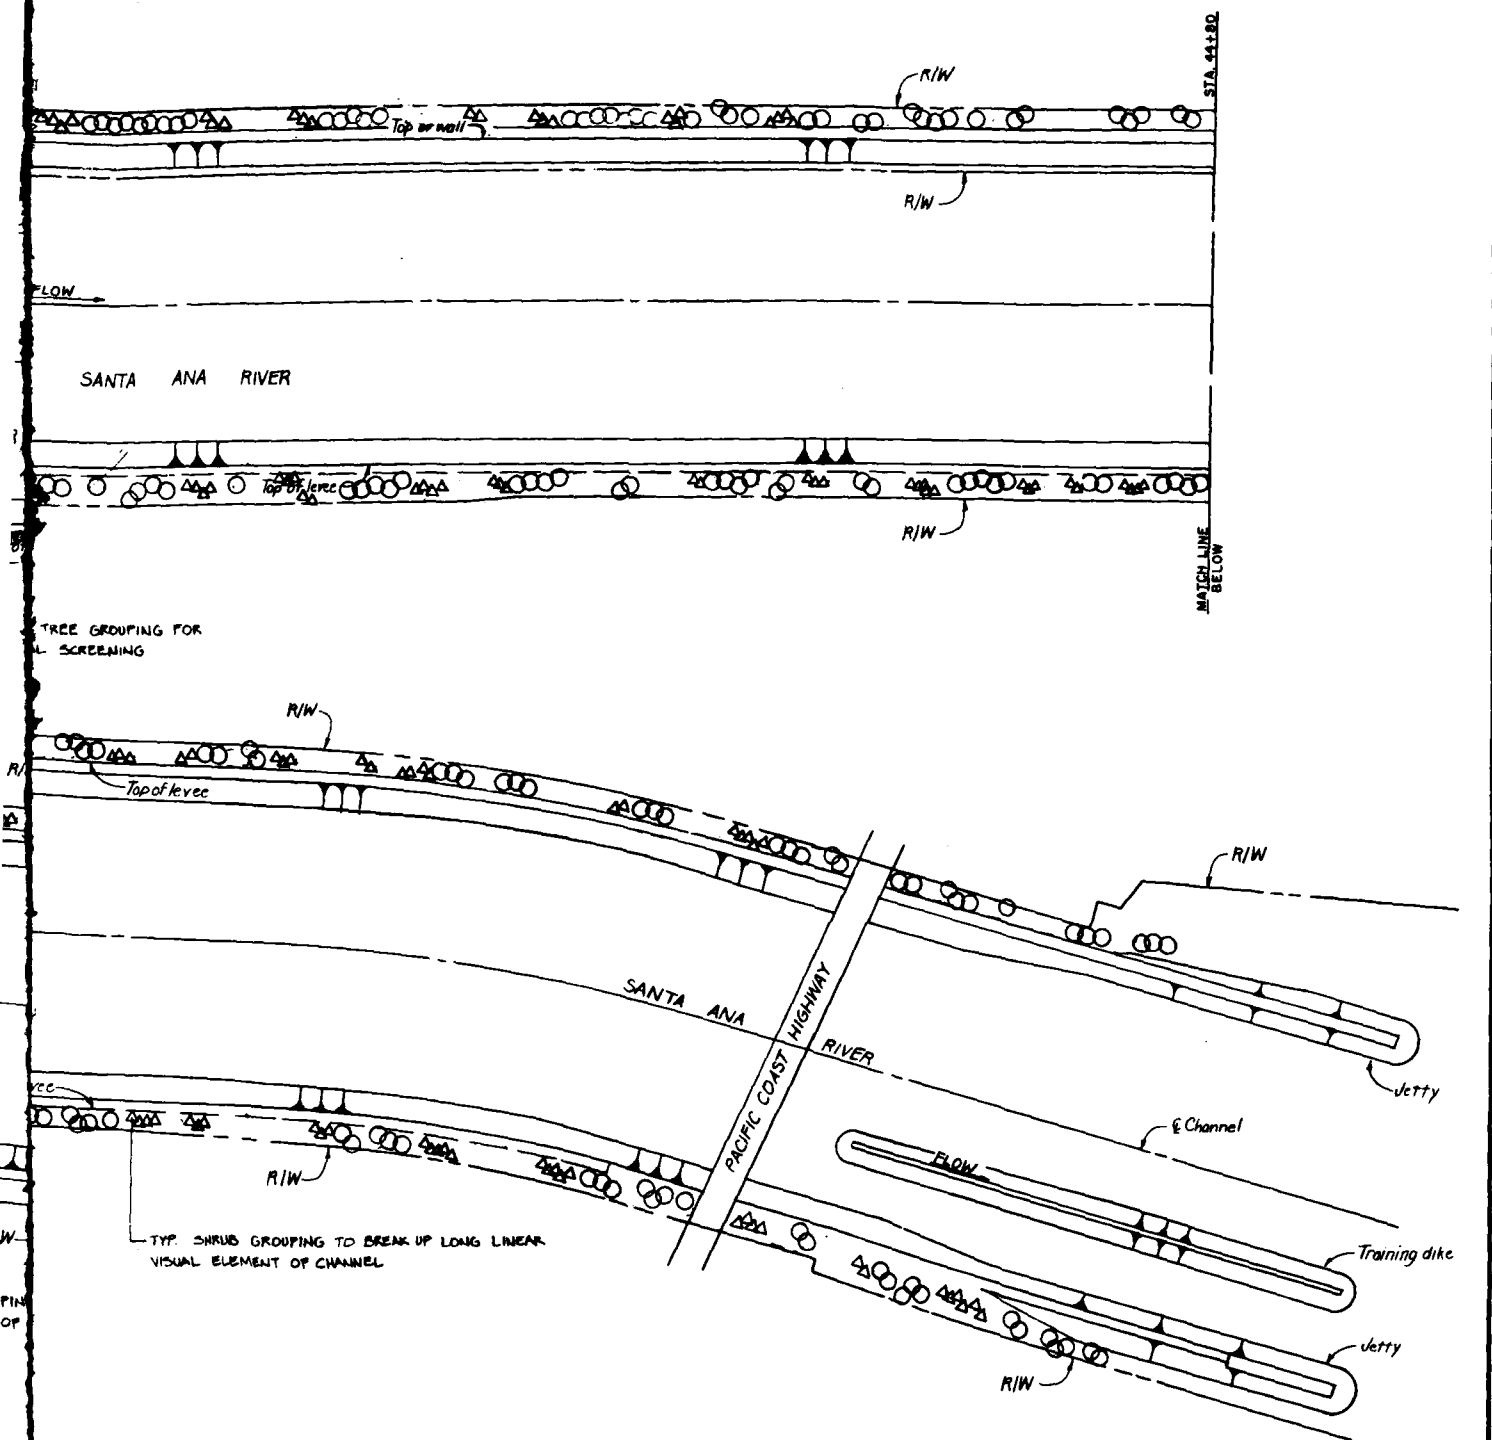 STA. 44+80
R/W
Top of wall
R/W
FLOW
SANTA ANA RIVER
Top of levee
R/W
MATCH LINE
BELOW
TREE GROUPING FOR
SCREENING
R/W
Top of levee
R/W
SANTA ANA
RIVER
PACIFIC COAST HIGHWAY
Jetty
℄ Channel
FLOW
R/W
TYP. SHRUB GROUPING TO BREAK UP LONG LINEAR
VISUAL ELEMENT OF CHANNEL
Training dike
Jetty
R/W